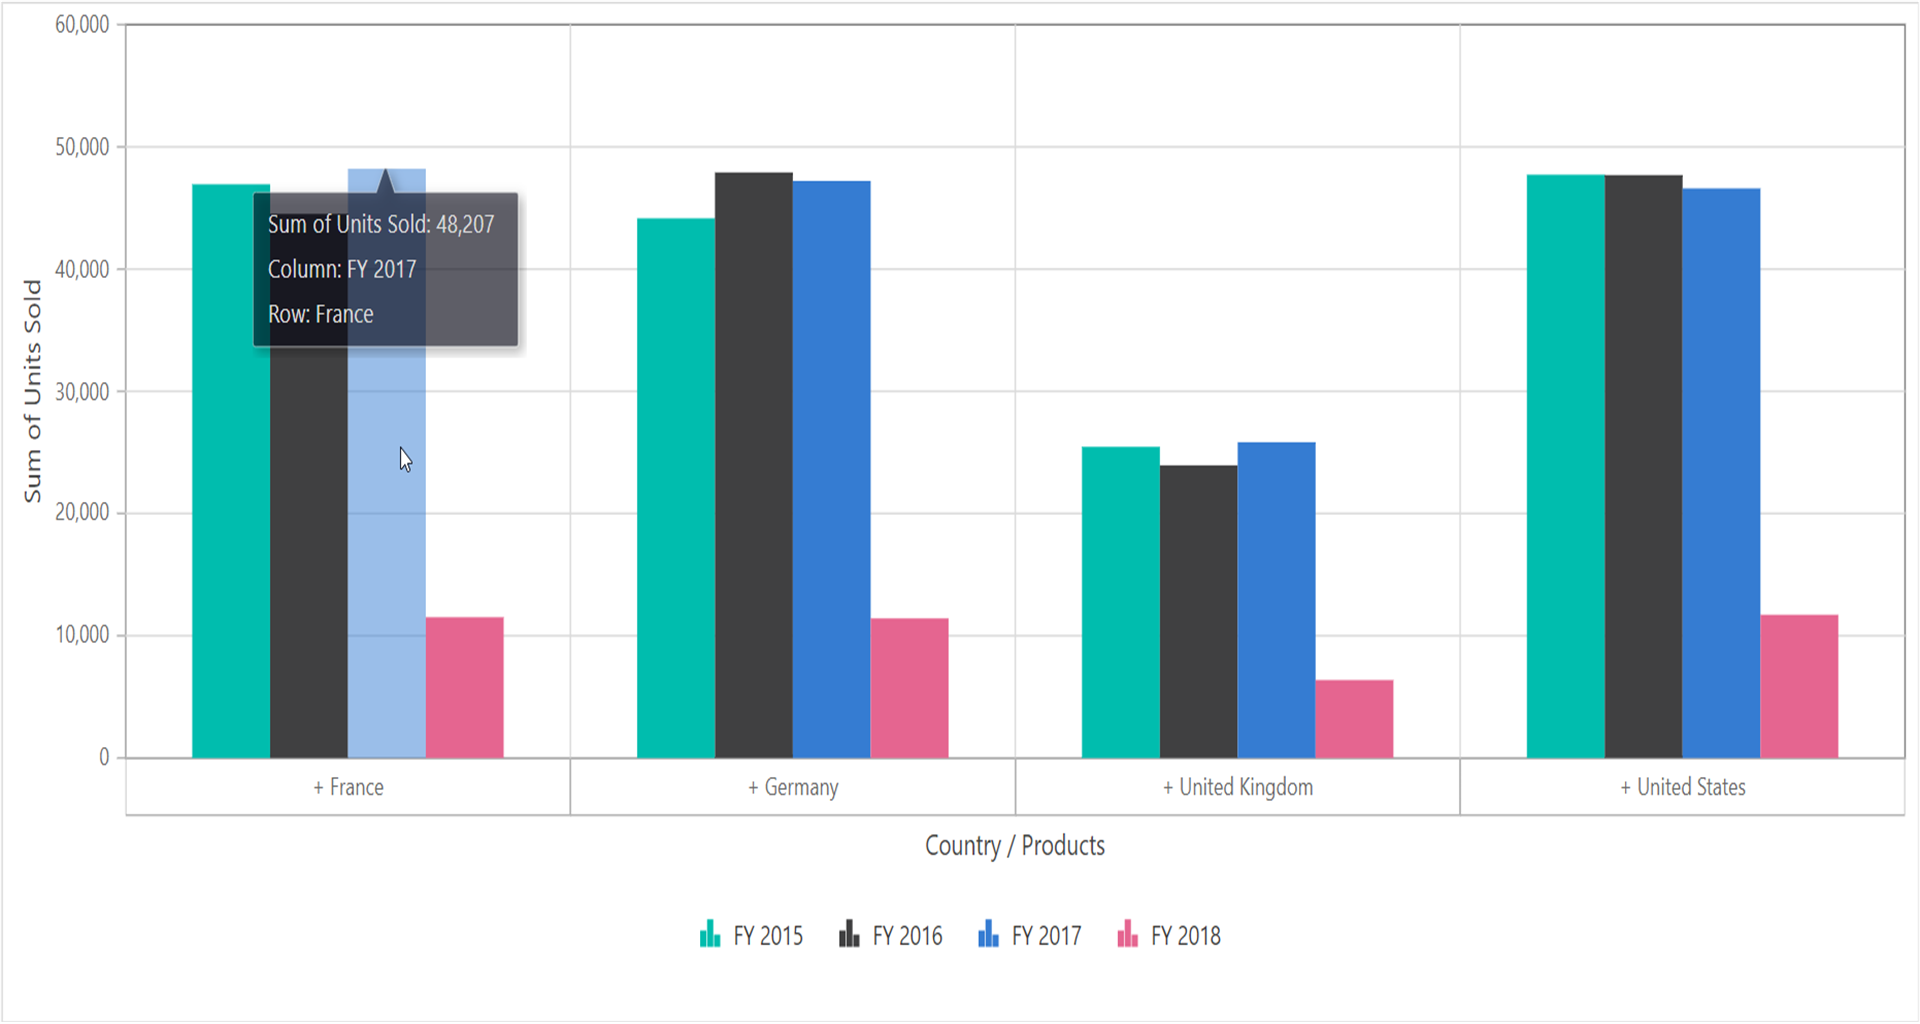 60,000
50,000
40,000
30,000
20,000
10,000
0
Sum of Units Sold
Sum of Units Sold: 48,207
Column: FY 2017
Row: France
+ France
+ Germany
+ United Kingdom
+ United States
Country / Products
FY 2015
FY 2016
FY 2017
FY 2018